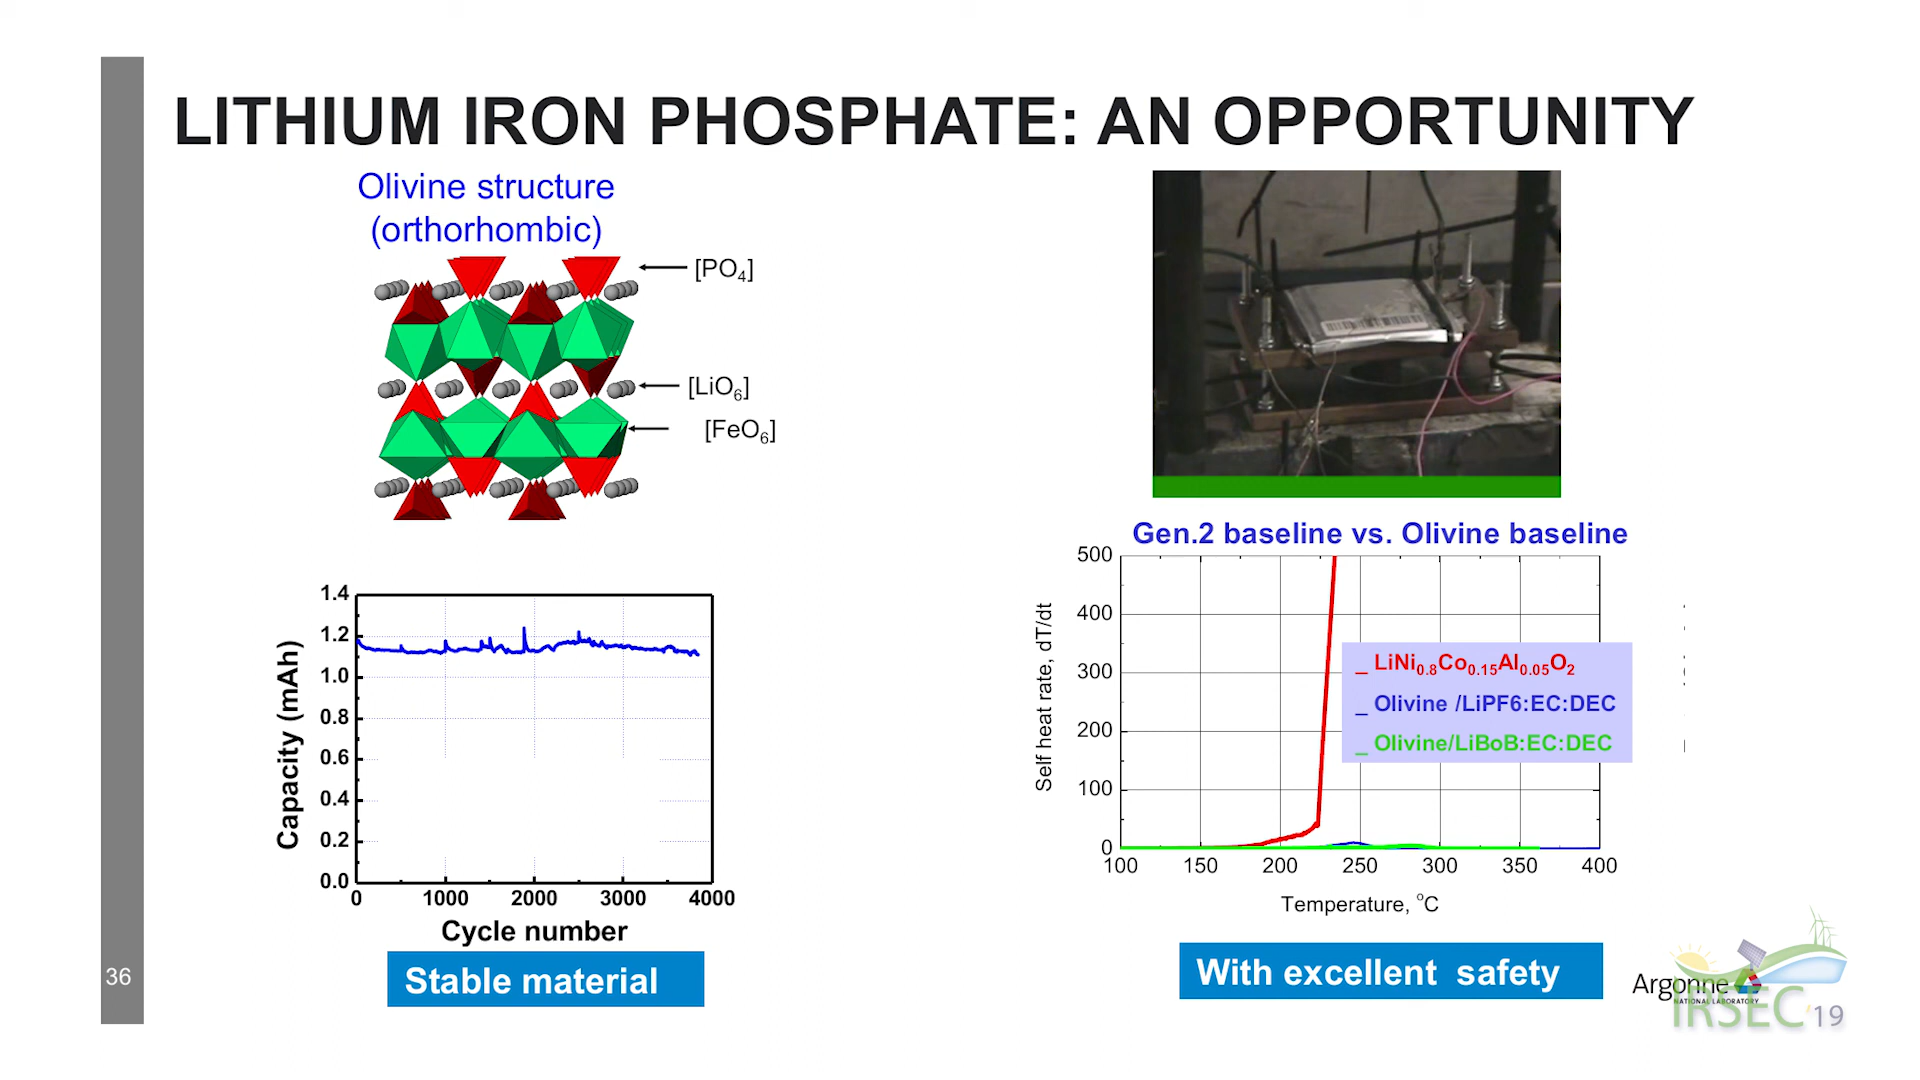 LITHIUM IRON PHOSPHATE: AN OPPORTUNITY
Olivine structure
(orthorhombic)
[PO4]
[LiO6]
[FeO6]
1.4
1.2
1.0
0.8
0.6
0.4
0.2
0.0
Capacity (mAh)
0 1000 2000 3000 4000
Cycle number
Stable material
Gen.2 baseline vs. Olivine baseline
500
400
300
200
100
0
Self heat rate, dT/dt
_ LiNi0.8Co0.15Al0.05O2
_ Olivine /LiPF6:EC:DEC
_ Olivine/LiBoB:EC:DEC
100 150 200 250 300 350 400
Temperature, °C
With excellent safety
36
Argonne
NATIONAL LABORATORY
IRSEC'19